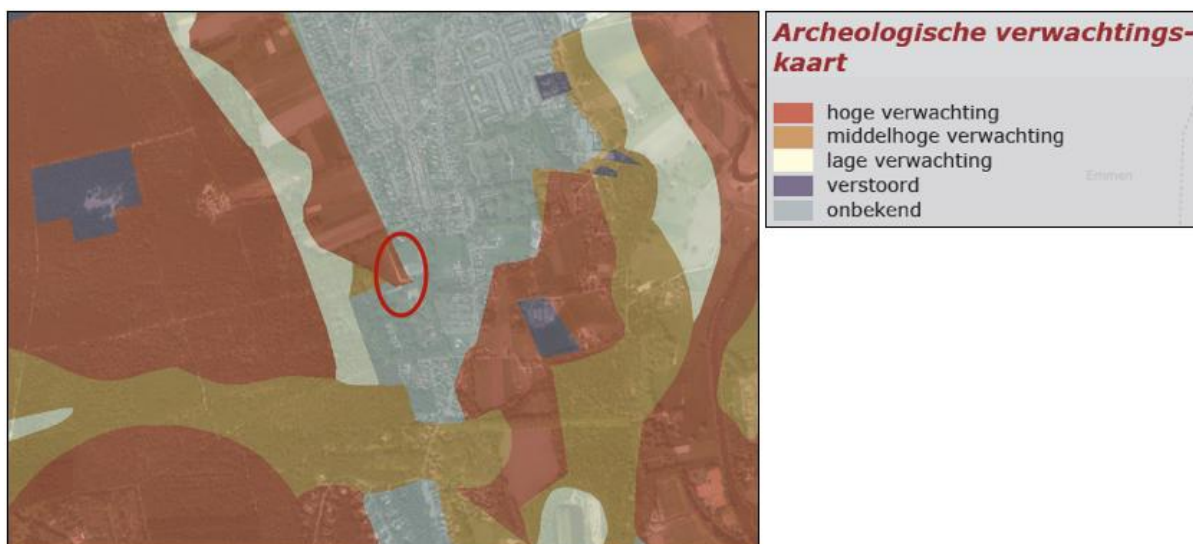 Archeologische verwachtings-
kaart
hoge verwachting
middelhoge verwachting
lage verwachting
verstoord
onbekend
Emmen